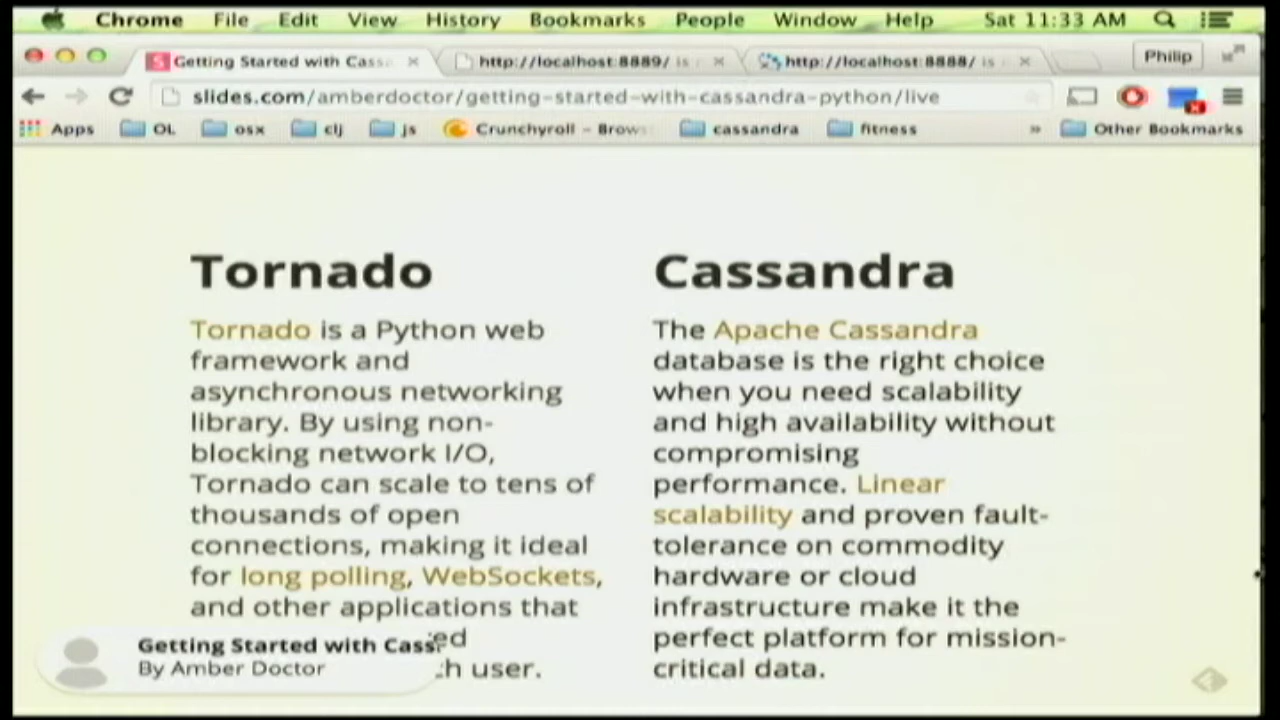 Chrome File Edit View History Bookmarks People Window Help Sat 11:33 AM
Getting Started with Cass
http://localhost:8889/ is
http://localhost:8888/ is
Philip
slides.com/amberdoctor/getting-started-with-cassandra-python/live
Apps OL osx clj js Crunchyroll - Brows cassandra fitness » Other Bookmarks
Tornado
Tornado is a Python web
framework and
asynchronous networking
library. By using non-
blocking network I/O,
Tornado can scale to tens of
thousands of open
connections, making it ideal
for long polling, WebSockets,
and other applications that
ed
h user.
Cassandra
The Apache Cassandra
database is the right choice
when you need scalability
and high availability without
compromising
performance. Linear
scalability and proven fault-
tolerance on commodity
hardware or cloud
infrastructure make it the
perfect platform for mission-
critical data.
Getting Started with Cass
By Amber Doctor